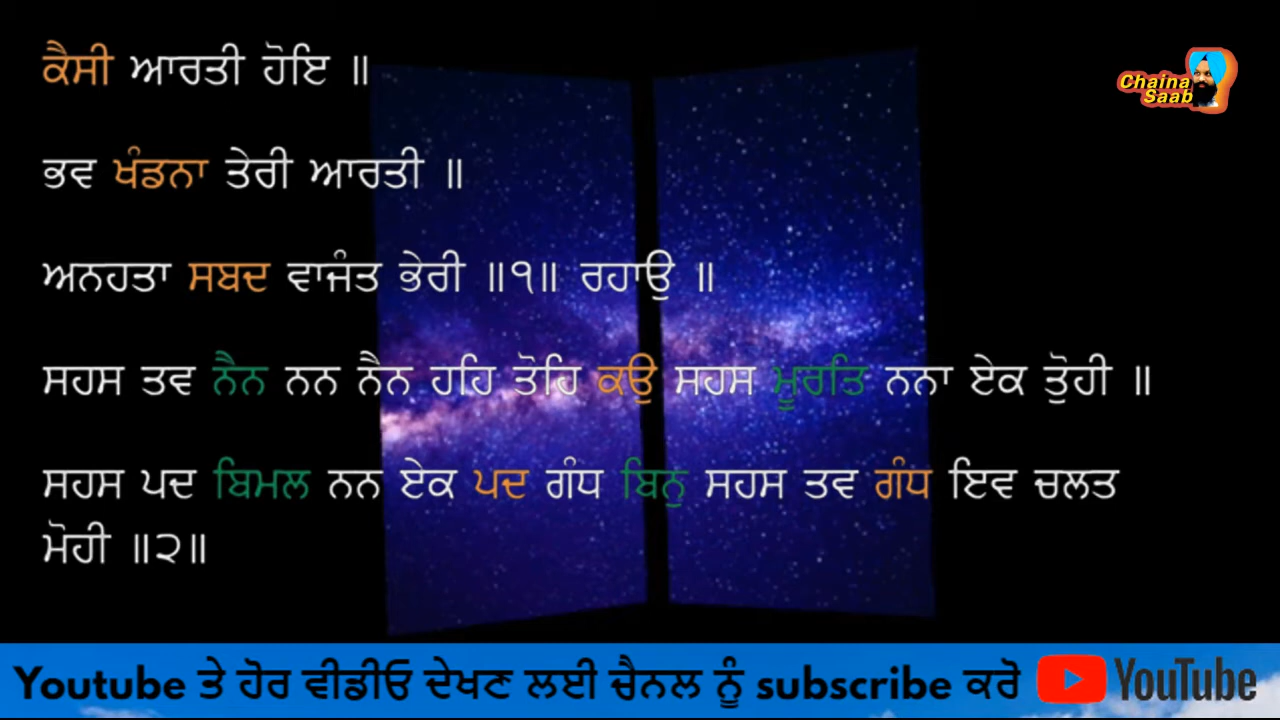 ਕੈਸੀ ਆਰਤੀ ਹੋਇ ॥
Chaina
Saab
ਭਵ ਖੰਡਨਾ ਤੇਰੀ ਆਰਤੀ ॥
ਅਨਹਤਾ ਸਬਦ ਵਾਜੰਤ ਭੇਰੀ ॥੧॥ ਰਹਾਉ ॥
ਸਹਸ ਤਵ ਨੈਨ ਨਨ ਨੈਨ ਹਹਿ ਤੋਹਿ ਕਉ ਸਹਸ ਮੂਰਤਿ ਨਨਾ ਏਕ ਤੋੁਹੀ ॥
ਸਹਸ ਪਦ ਬਿਮਲ ਨਨ ਏਕ ਪਦ ਗੰਧ ਬਿਨੁ ਸਹਸ ਤਵ ਗੰਧ ਇਵ ਚਲਤ
ਮੋਹੀ ॥੨॥
Youtube ਤੇ ਹੋਰ ਵੀਡੀਓ ਦੇਖਣ ਲਈ ਚੈਨਲ ਨੂੰ subscribe ਕਰੋ YouTube